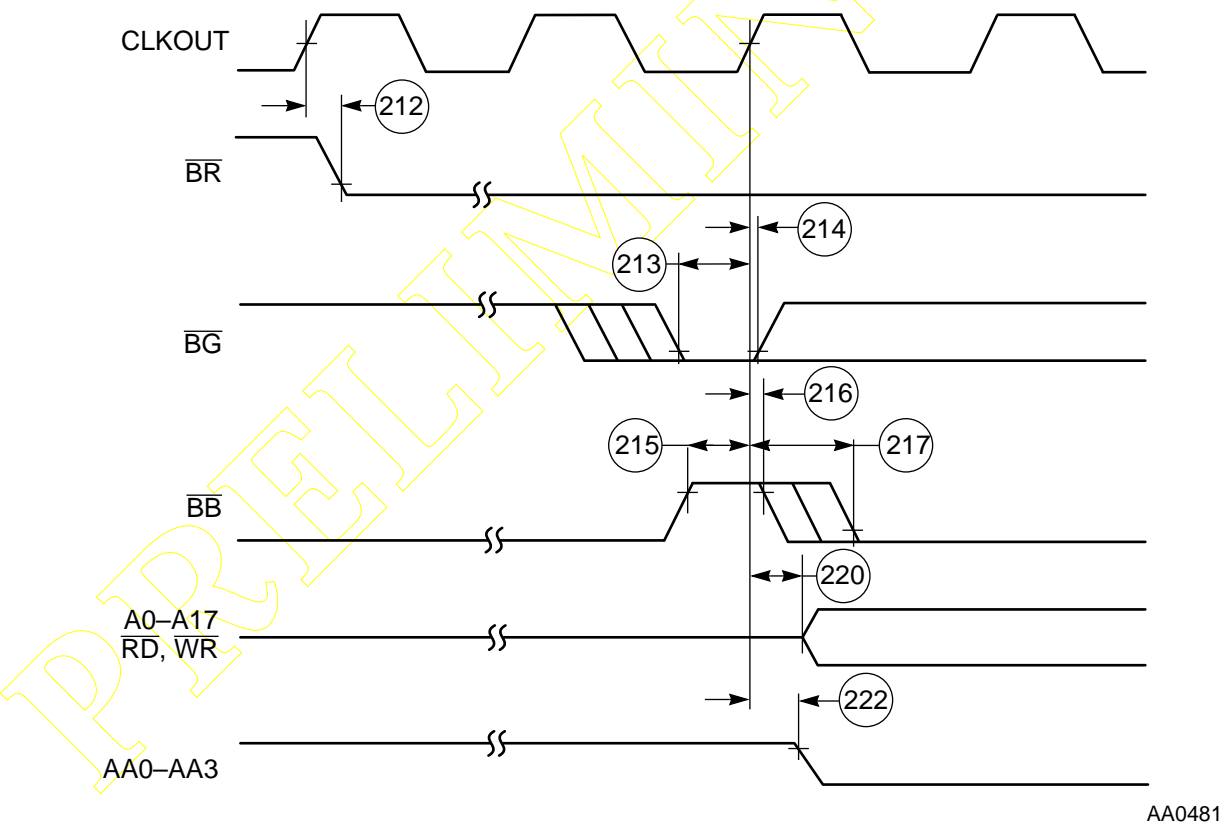 CLKOUT
212
BR
214
213
BG
216
215
217
BB
220
A0–A17
RD, WR
222
AA0–AA3
AA0481
PRELIMIN